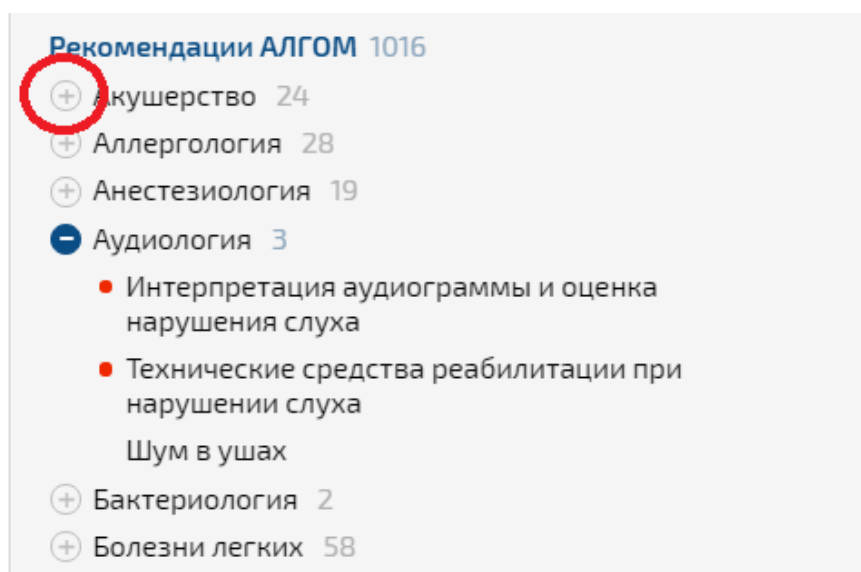 Рекомендации АЛГОМ 1016
Акушерство 24
Аллергология 28
Анестезиология 19
Аудиология 3
Интерпретация аудиограммы и оценка
нарушения слуха
Технические средства реабилитации при
нарушении слуха
Шум в ушах
Бактериология 2
Болезни легких 58